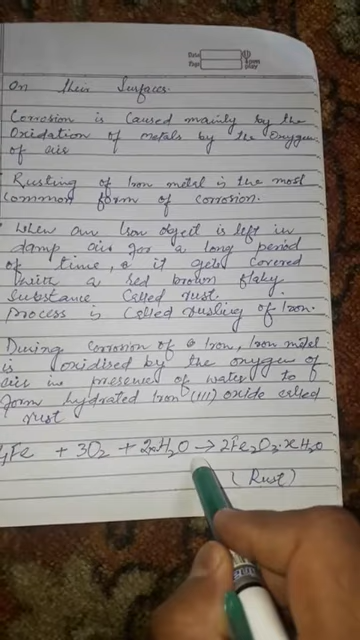 Date
Page
On their Surfaces.
Corrosion is Caused mainly by the
Oxidation of metals by the Oxygen
of air
Rusting of Iron metal is the most
Common form of Corrosion.
When an Iron object is left in
damp air for a long period
of time, it gets Covered
with a red brown flaky
Substance Called rust.
process is Called rusting of Iron.
During Corrosion of Iron, Iron metal
is oxidised by the oxygen of
air in presence of water to
form hydrated Iron (III) oxide called
rust
4Fe + 3O2 + 2xH2O → 2Fe2O3·xH2O
(Rust)